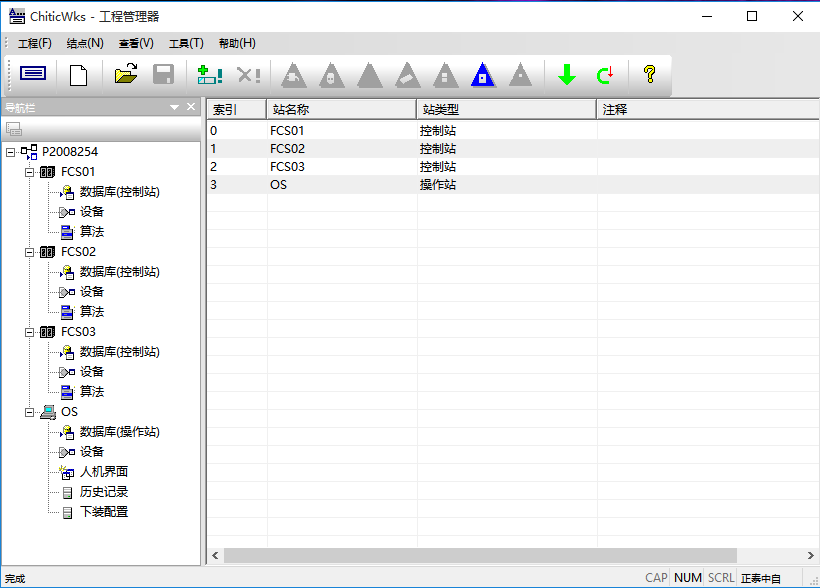 ChiticWks - 工程管理器
工程(F) 结点(N) 查看(V) 工具(T) 帮助(H)
导航栏
P2008254
FCS01
数据库(控制站)
设备
算法
FCS02
数据库(控制站)
设备
算法
FCS03
数据库(控制站)
设备
算法
OS
数据库(操作站)
设备
人机界面
历史记录
下装配置
索引 站名称 站类型 注释
0 FCS01 控制站
1 FCS02 控制站
2 FCS03 控制站
3 OS 操作站
完成 CAP NUM SCRL 正泰中自